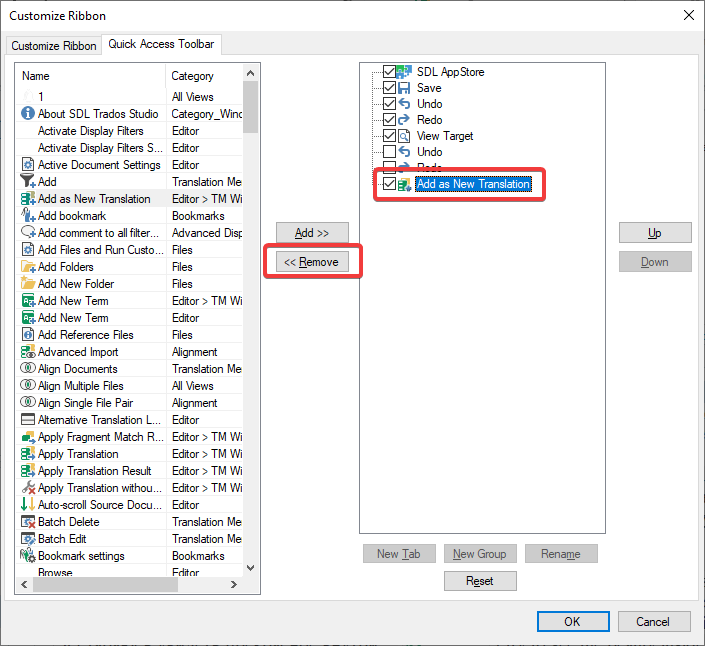 Customize Ribbon
Customize Ribbon Quick Access Toolbar
Name Category
1 All Views
About SDL Trados Studio Category_Winc
Activate Display Filters Editor
Activate Display Filters S... Editor
Active Document Settings Editor
Add Translation Me
Add as New Translation Editor > TM Wi
Add bookmark Bookmarks
Add comment to all filter... Advanced Disp
Add Files and Run Custo... Files
Add Folders Files
Add New Folder Files
Add New Term Editor > TM Wi
Add New Term Editor
Add Reference Files Files
Advanced Import Alignment
Align Documents Translation Me
Align Multiple Files All Views
Align Single File Pair Alignment
Alternative Translation L... Editor
Apply Fragment Match R... Editor > TM Wi
Apply Translation Editor > TM Wi
Apply Translation Result Editor > TM Wi
Apply Translation withou... Editor > TM Wi
Auto-scroll Source Docu... Editor
Batch Delete Translation Me
Batch Edit Translation Me
Bookmark settings Bookmarks
Browse Editor
Add >>
<< Remove
SDL AppStore
Save
Undo
Redo
View Target
Undo
Redo
Add as New Translation
Up
Down
New Tab New Group Rename
Reset
OK Cancel